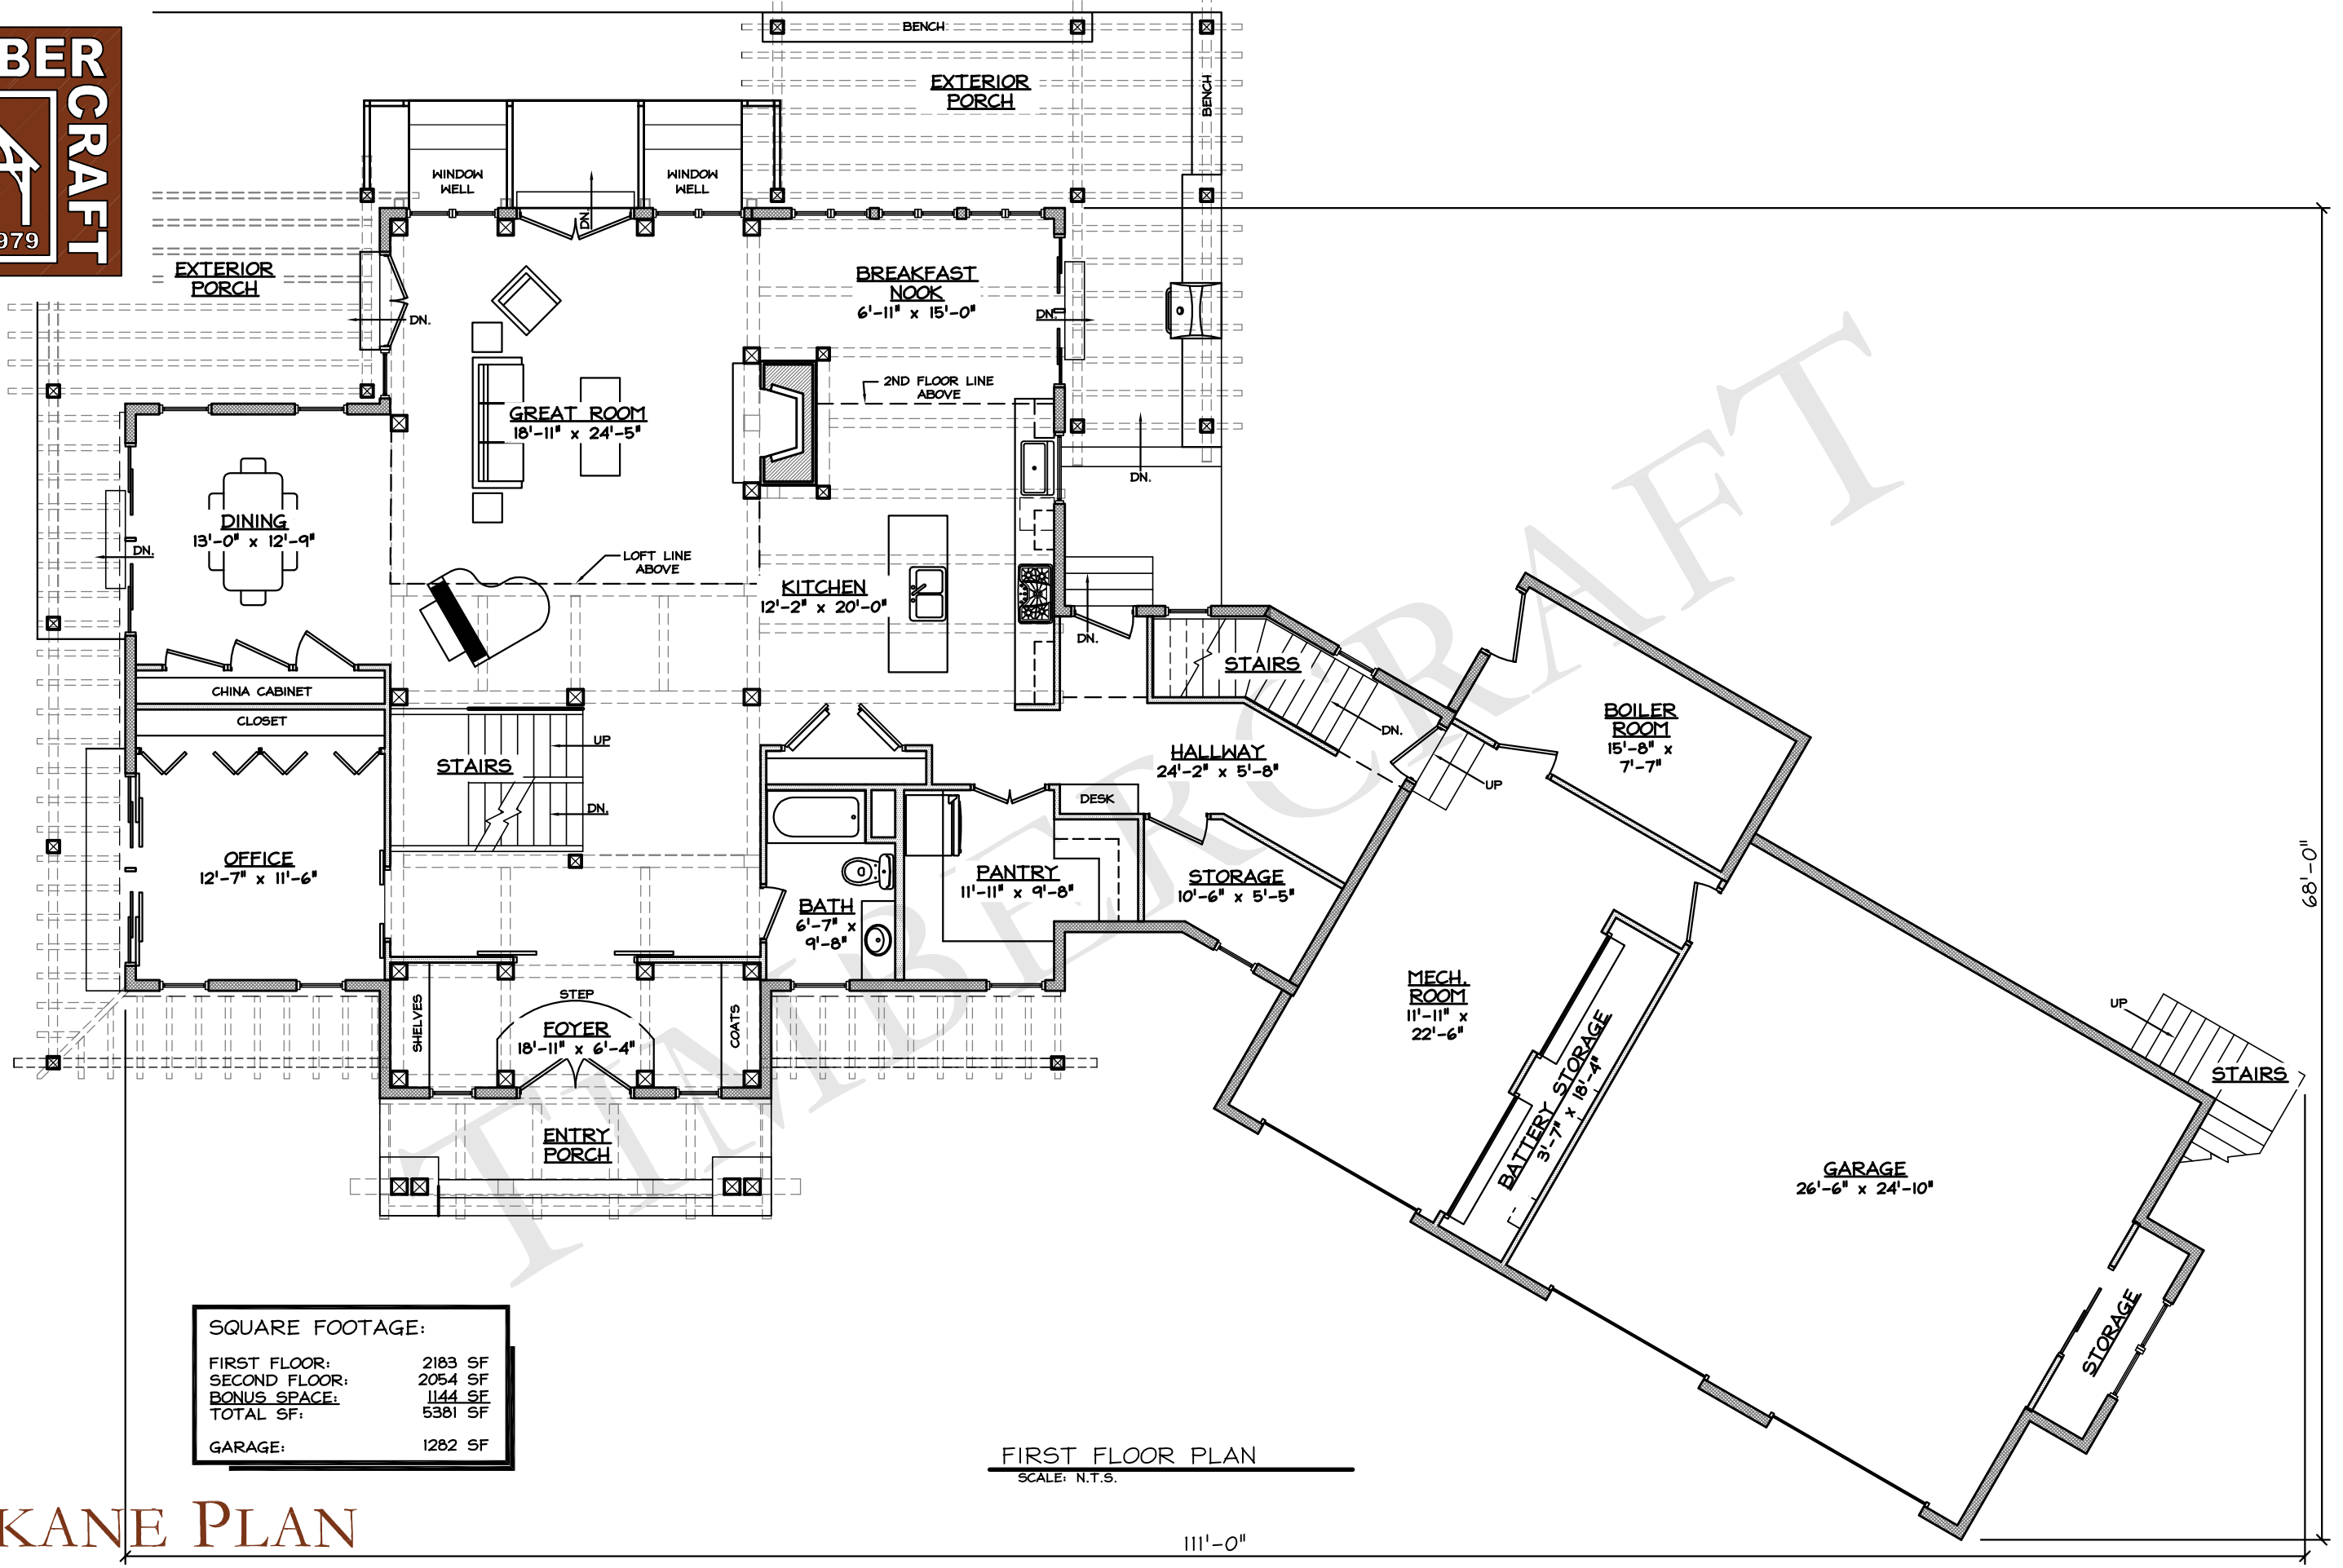 BER
CRAFT
979
BENCH
EXTERIOR
PORCH
BENCH
WINDOW
WELL
WINDOW
WELL
DN.
EXTERIOR
PORCH
DN.
BREAKFAST
NOOK
6'-11" x 15'-0"
DN.
2ND FLOOR LINE
ABOVE
GREAT ROOM
18'-11" x 24'-5"
DN.
DINING
13'-0" x 12'-9"
DN.
LOFT LINE
ABOVE
KITCHEN
12'-2" x 20'-0"
DN.
STAIRS
CHINA CABINET
CLOSET
UP
STAIRS
DN.
DN.
HALLWAY
24'-2" x 5'-8"
UP
BOILER
ROOM
15'-8" x
7'-7"
DESK
OFFICE
12'-7" x 11'-6"
PANTRY
11'-11" x 9'-8"
STORAGE
10'-6" x 5'-5"
BATH
6'-7" x
9'-8"
68'-0"
MECH.
ROOM
11'-11" x
22'-6"
STEP
SHELVES
FOYER
18'-11" x 6'-4"
COATS
UP
STAIRS
BATTERY STORAGE
3'-7" x 18'-4"
ENTRY
PORCH
GARAGE
26'-6" x 24'-10"
STORAGE
TIMBERCRAFT
SQUARE FOOTAGE:
FIRST FLOOR: 2183 SF
SECOND FLOOR: 2054 SF
BONUS SPACE: 1144 SF
TOTAL SF: 5381 SF
GARAGE: 1282 SF
FIRST FLOOR PLAN
SCALE: N.T.S.
KANE PLAN
111'-0"